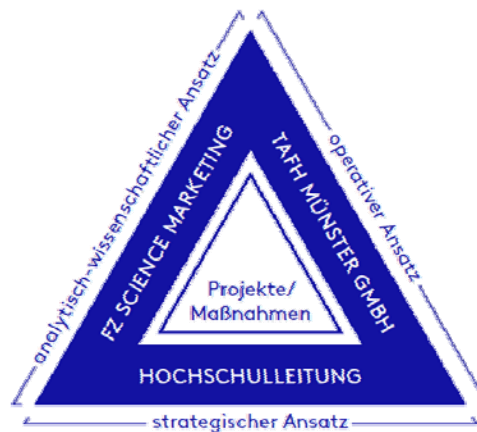 analytisch-wissenschaftlicher Ansatz
FZ SCIENCE MARKETING
TAFH MÜNSTER GMBH
operativer Ansatz
Projekte/
Maßnahmen
HOCHSCHULLEITUNG
strategischer Ansatz